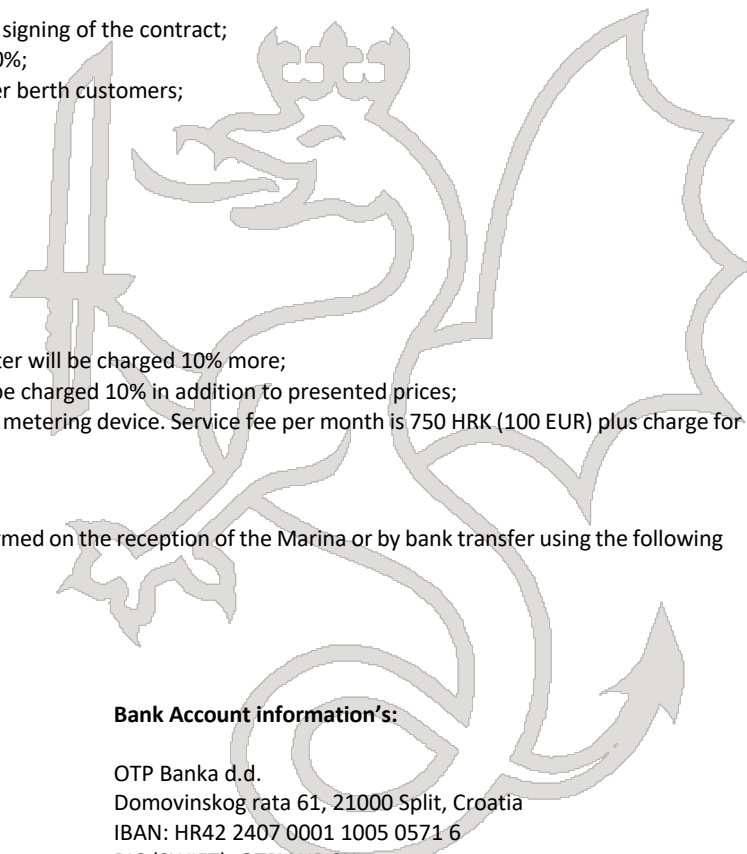 signing of the contract;
0%;
er berth customers;
ter will be charged 10% more;
be charged 10% in addition to presented prices;
metering device. Service fee per month is 750 HRK (100 EUR) plus charge for
rmed on the reception of the Marina or by bank transfer using the following
Bank Account information's:
OTP Banka d.d.
Domovinskog rata 61, 21000 Split, Croatia
IBAN: HR42 2407 0001 1005 0571 6